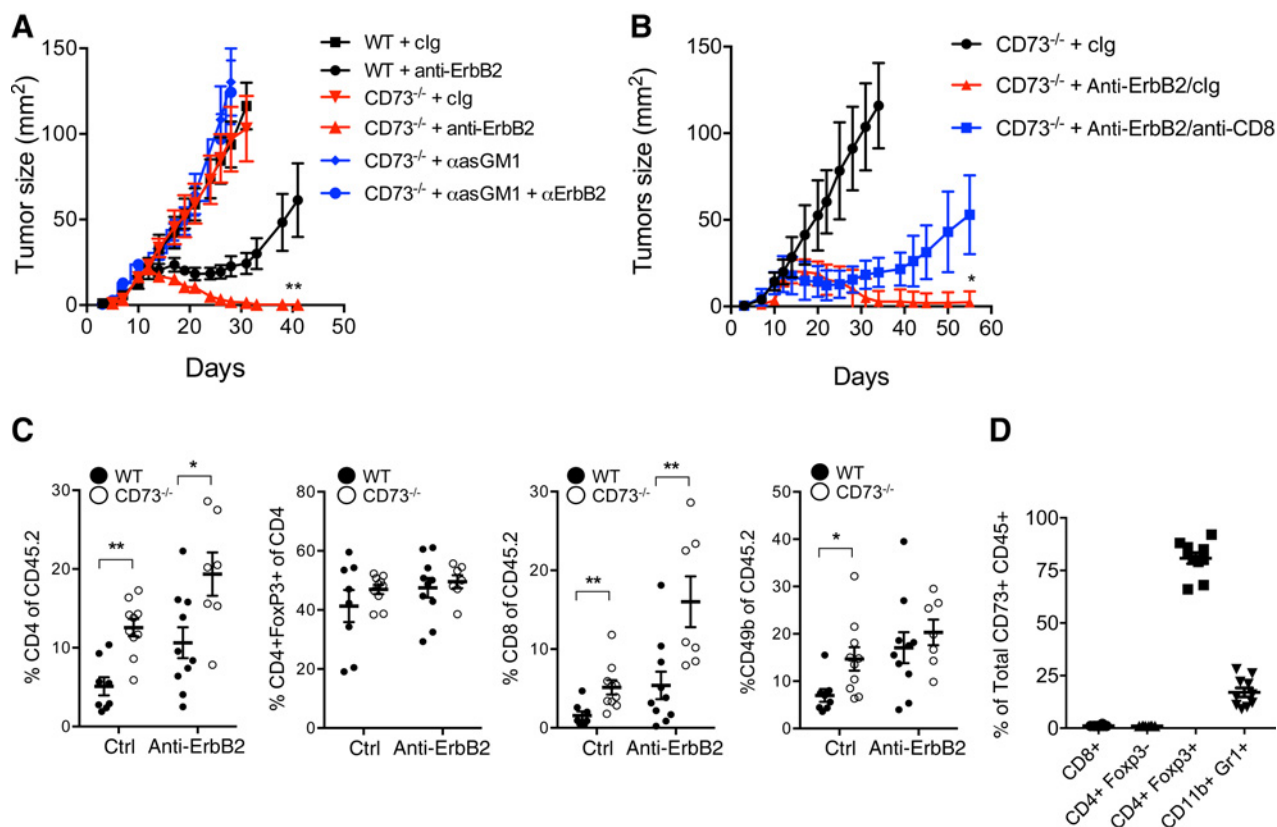 A
Tumor size (mm²)
150
100
50
0
0 10 20 30 40 50
Days
**
WT + cIg
WT + anti-ErbB2
CD73-/- + cIg
CD73-/- + anti-ErbB2
CD73-/- + αasGM1
CD73-/- + αasGM1 + αErbB2
B
Tumors size (mm²)
150
100
50
0
0 10 20 30 40 50 60
Days
*
CD73-/- + cIg
CD73-/- + Anti-ErbB2/cIg
CD73-/- + Anti-ErbB2/anti-CD8
C
WT
CD73-/-
% CD4 of CD45.2
30
20
10
0
**
*
Ctrl Anti-ErbB2
WT
CD73-/-
% CD4+FoxP3+ of CD4
80
60
40
20
0
Ctrl Anti-ErbB2
WT
CD73-/-
% CD8 of CD45.2
30
20
10
0
**
**
Ctrl Anti-ErbB2
WT
CD73-/-
%CD49b of CD45.2
50
40
30
20
10
0
*
Ctrl Anti-ErbB2
D
% of Total CD73+ CD45+
100
75
50
25
0
CD8+
CD4+ Foxp3-
CD4+ Foxp3+
CD11b+ Gr1+